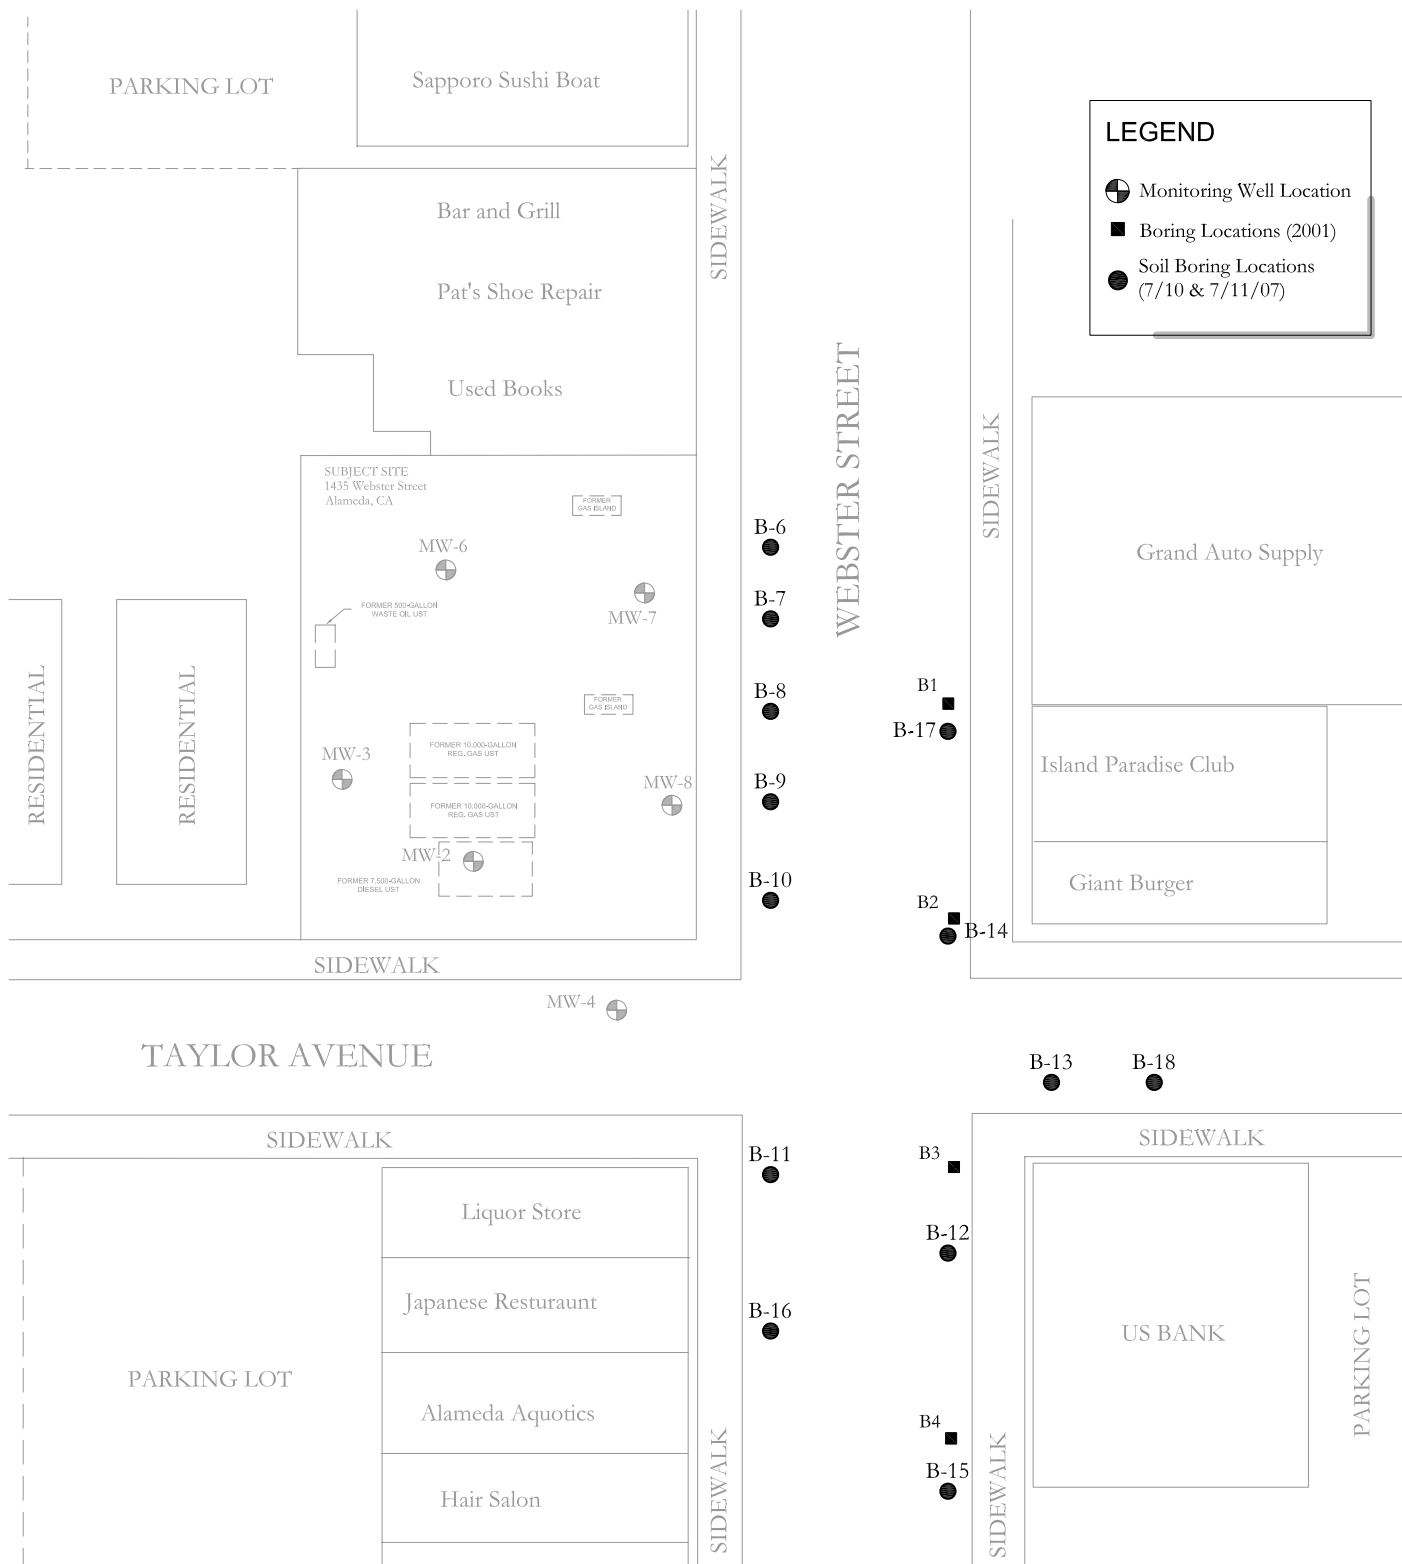 PARKING LOT
Sapporo Sushi Boat
SIDEWALK
LEGEND
Monitoring Well Location
Boring Locations (2001)
Soil Boring Locations
(7/10 & 7/11/07)
Bar and Grill
Pat's Shoe Repair
Used Books
WEBSTER STREET
SIDEWALK
Grand Auto Supply
SUBJECT SITE
1435 Webster Street
Alameda, CA
FORMER
GAS ISLAND
MW-6
MW-7
FORMER 500-GALLON
WASTE OIL UST
B-6
B-7
B-8
B1
B-17
RESIDENTIAL
RESIDENTIAL
FORMER
GAS ISLAND
FORMER 10,000-GALLON
REG. GAS UST
MW-3
MW-8
FORMER 10,000-GALLON
REG. GAS UST
MW-2
FORMER 7,500-GALLON
DIESEL UST
B-9
B-10
Island Paradise Club
Giant Burger
B2
B-14
SIDEWALK
MW-4
TAYLOR AVENUE
B-13
B-18
SIDEWALK
SIDEWALK
B-11
B3
B-12
Liquor Store
Japanese Resturaunt
B-16
US BANK
PARKING LOT
PARKING LOT
Alameda Aquotics
Hair Salon
SIDEWALK
B4
B-15
SIDEWALK